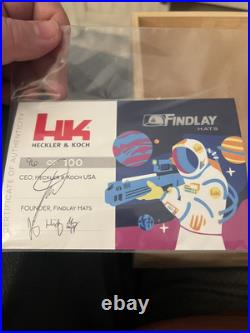 CERTIFICATE OF AUTHENTICITY
HK
HECKLER & KOCH
OF 100
CEO, HECKLER & KOCH USA
FOUNDER, FINDLAY HATS
FINDLAY
HATS